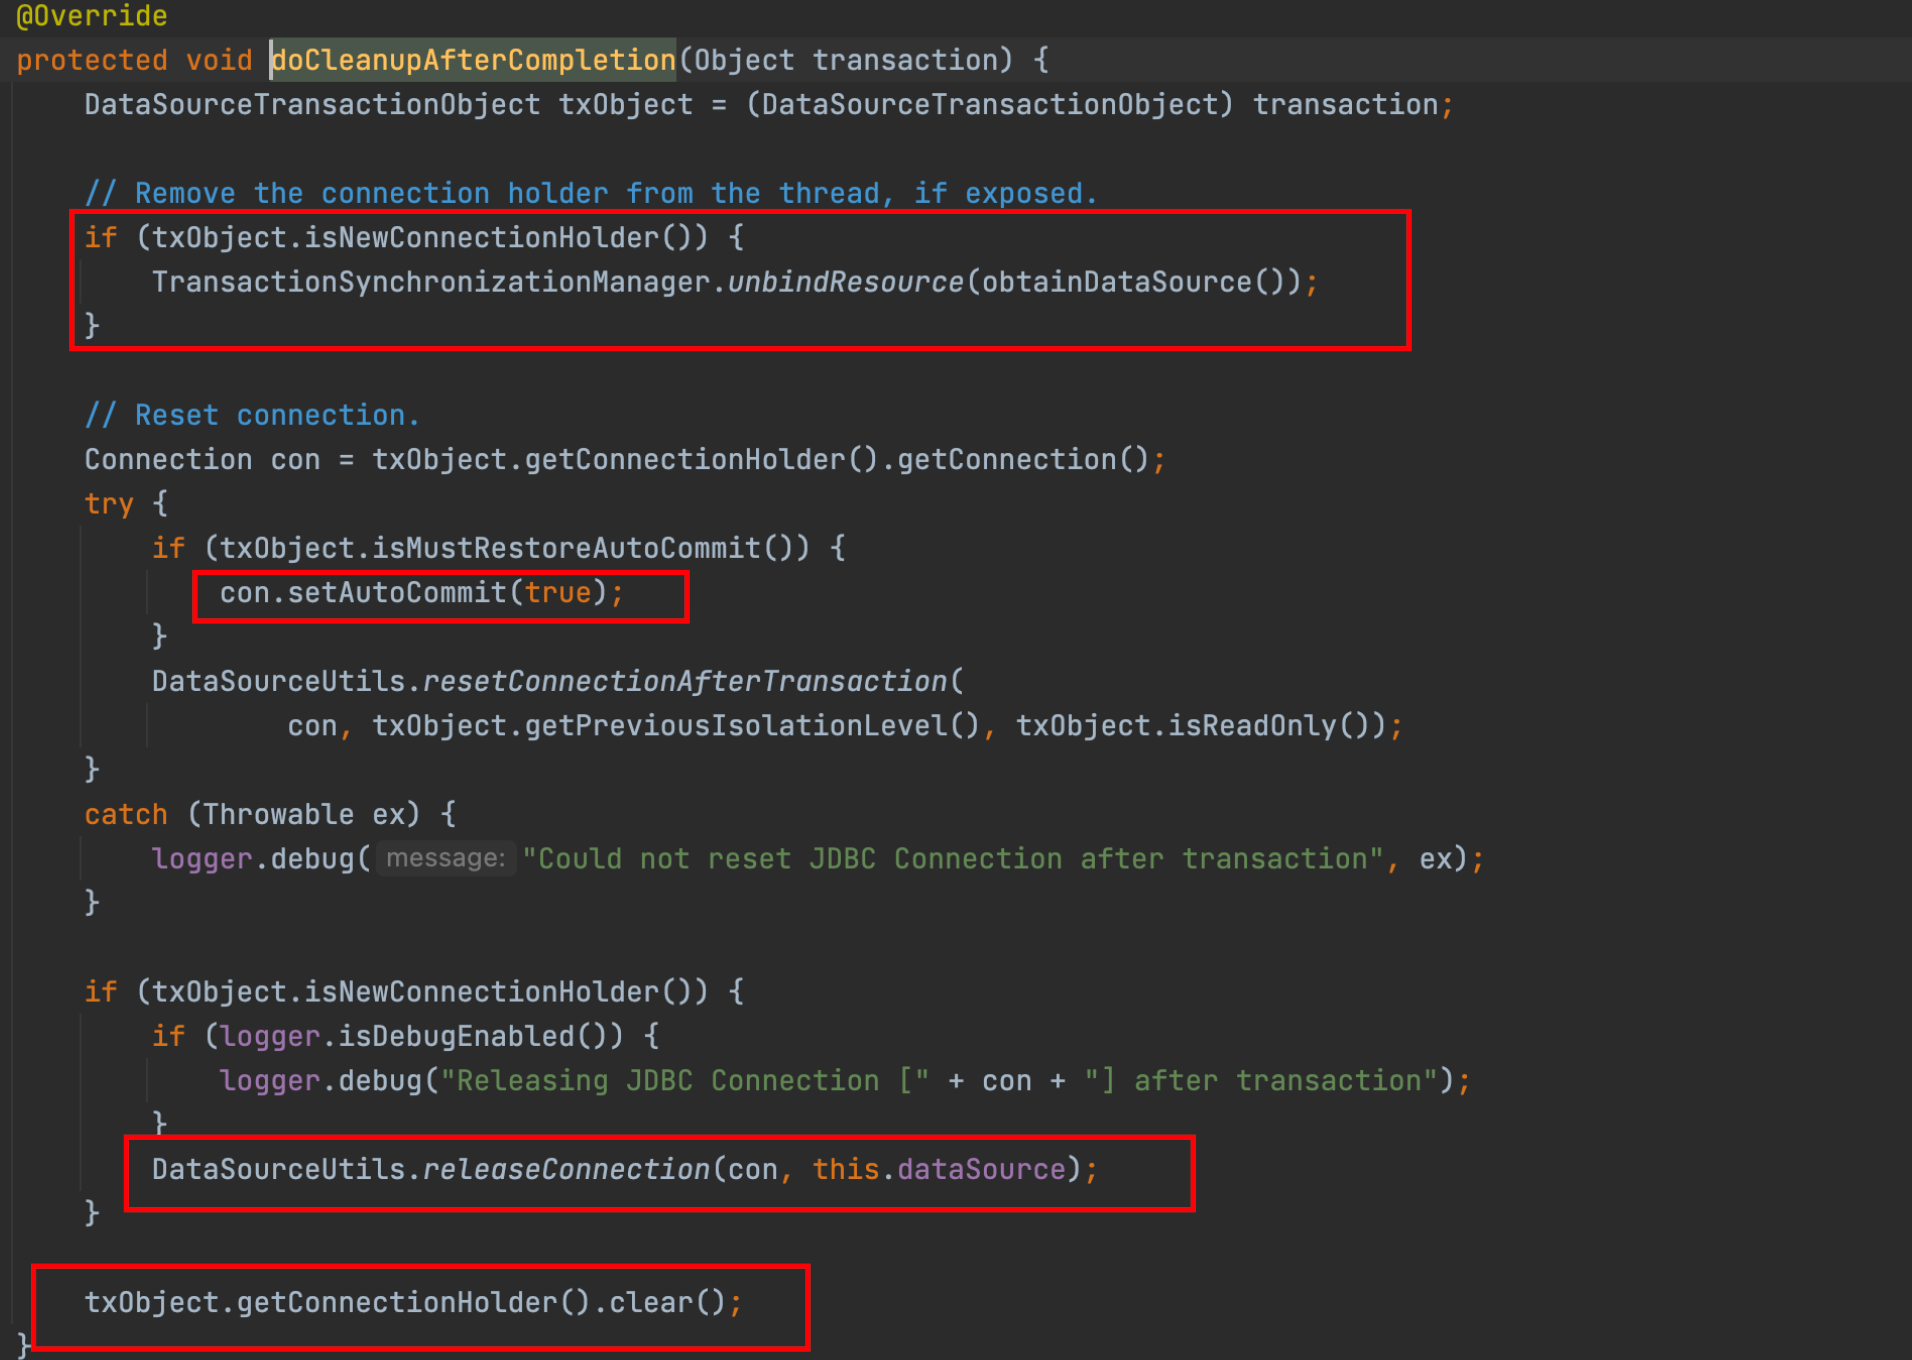 @Override
protected void doCleanupAfterCompletion(Object transaction) {
DataSourceTransactionObject txObject = (DataSourceTransactionObject) transaction;
// Remove the connection holder from the thread, if exposed.
if (txObject.isNewConnectionHolder()) {
TransactionSynchronizationManager.unbindResource(obtainDataSource());
}
// Reset connection.
Connection con = txObject.getConnectionHolder().getConnection();
try {
if (txObject.isMustRestoreAutoCommit()) {
con.setAutoCommit(true);
}
DataSourceUtils.resetConnectionAfterTransaction(
con, txObject.getPreviousIsolationLevel(), txObject.isReadOnly());
}
catch (Throwable ex) {
logger.debug( message: "Could not reset JDBC Connection after transaction", ex);
}
if (txObject.isNewConnectionHolder()) {
if (logger.isDebugEnabled()) {
logger.debug("Releasing JDBC Connection [" + con + "] after transaction");
}
DataSourceUtils.releaseConnection(con, this.dataSource);
}
txObject.getConnectionHolder().clear();
}